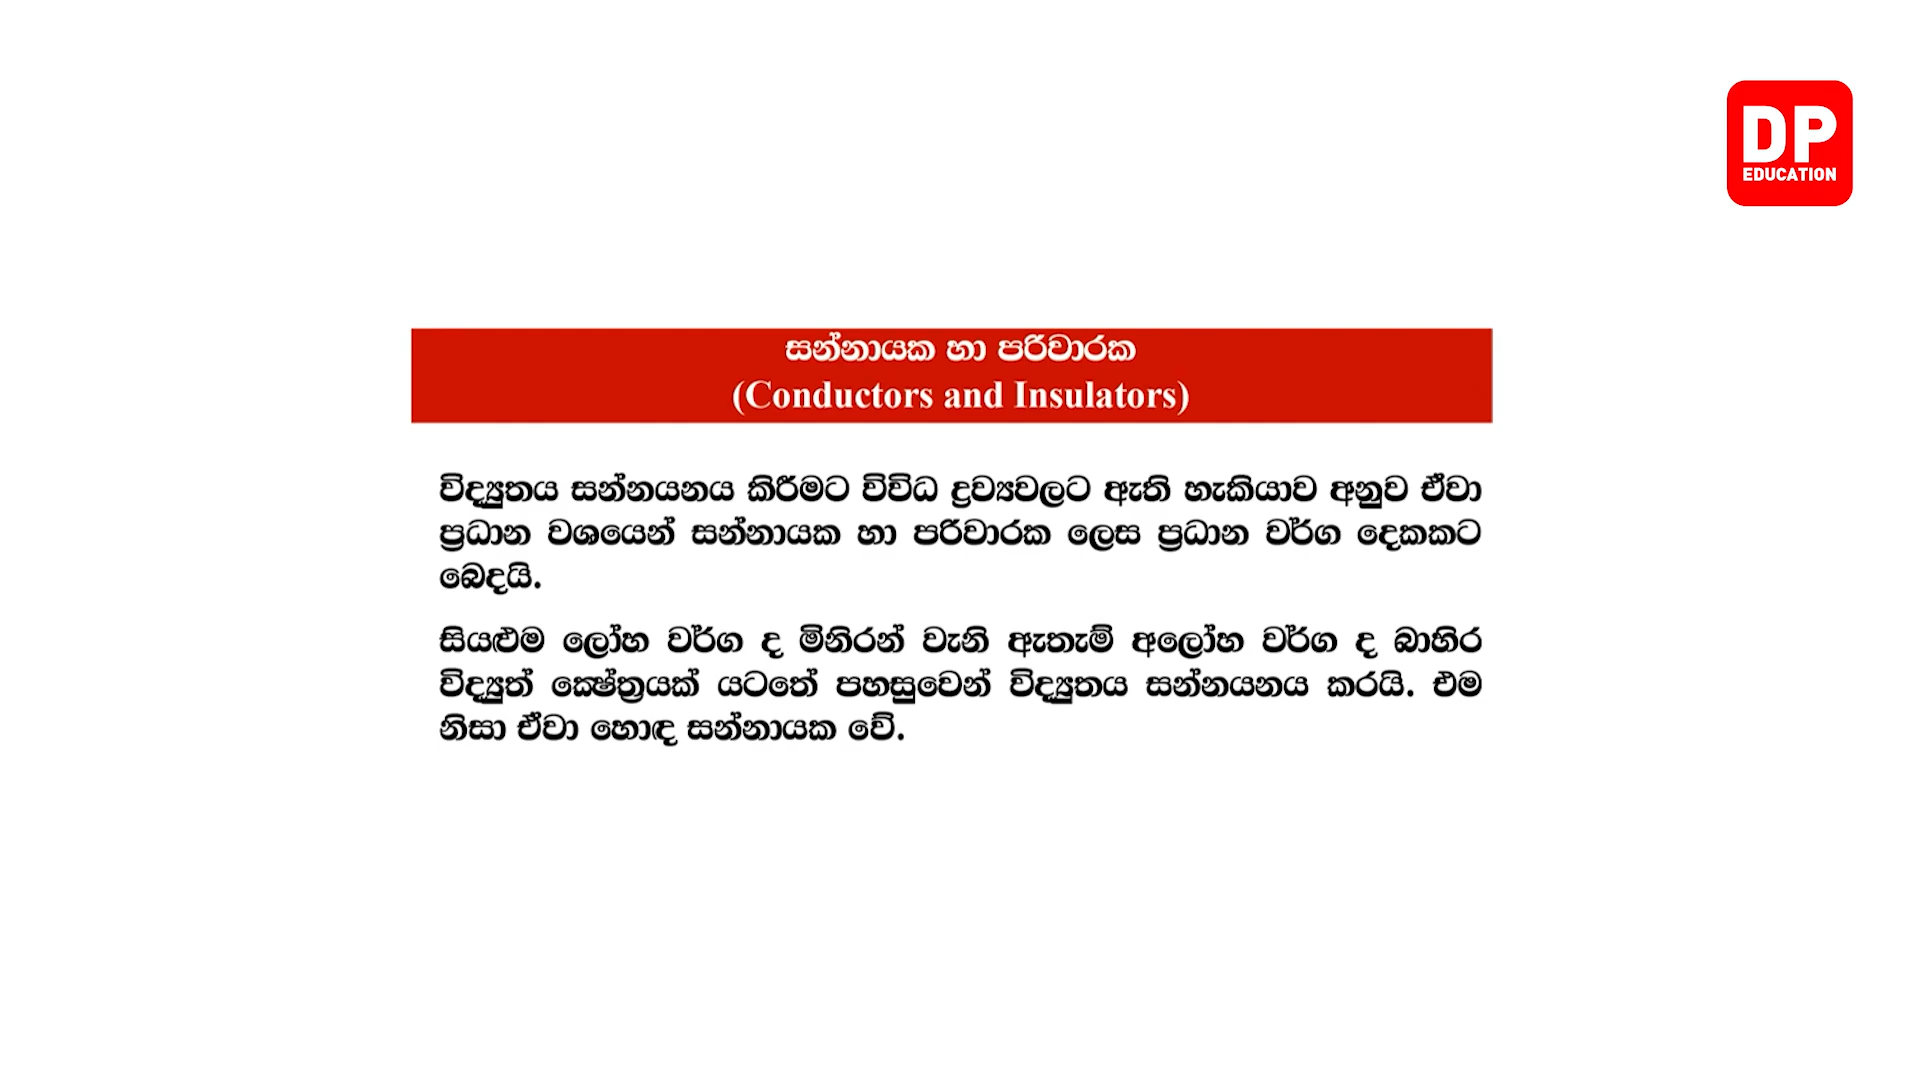 DP
EDUCATION
සන්නායක හා පරිවාරක
(Conductors and Insulators)
විද්‍යුතය සන්නයනය කිරීමට විවිධ ද්‍රව්‍යවලට ඇති හැකියාව අනුව ඒවා
ප්‍රධාන වශයෙන් සන්නායක හා පරිවාරක ලෙස ප්‍රධාන වර්ග දෙකකට
බෙදයි.
සියළුම ලෝහ වර්ග ද මිනිරන් වැනි ඇතැම් අලෝහ වර්ග ද බාහිර
විද්‍යුත් ක්‍ෂේත්‍රයක් යටතේ පහසුවෙන් විද්‍යුතය සන්නයනය කරයි. එම
නිසා ඒවා හොඳ සන්නායක වේ.